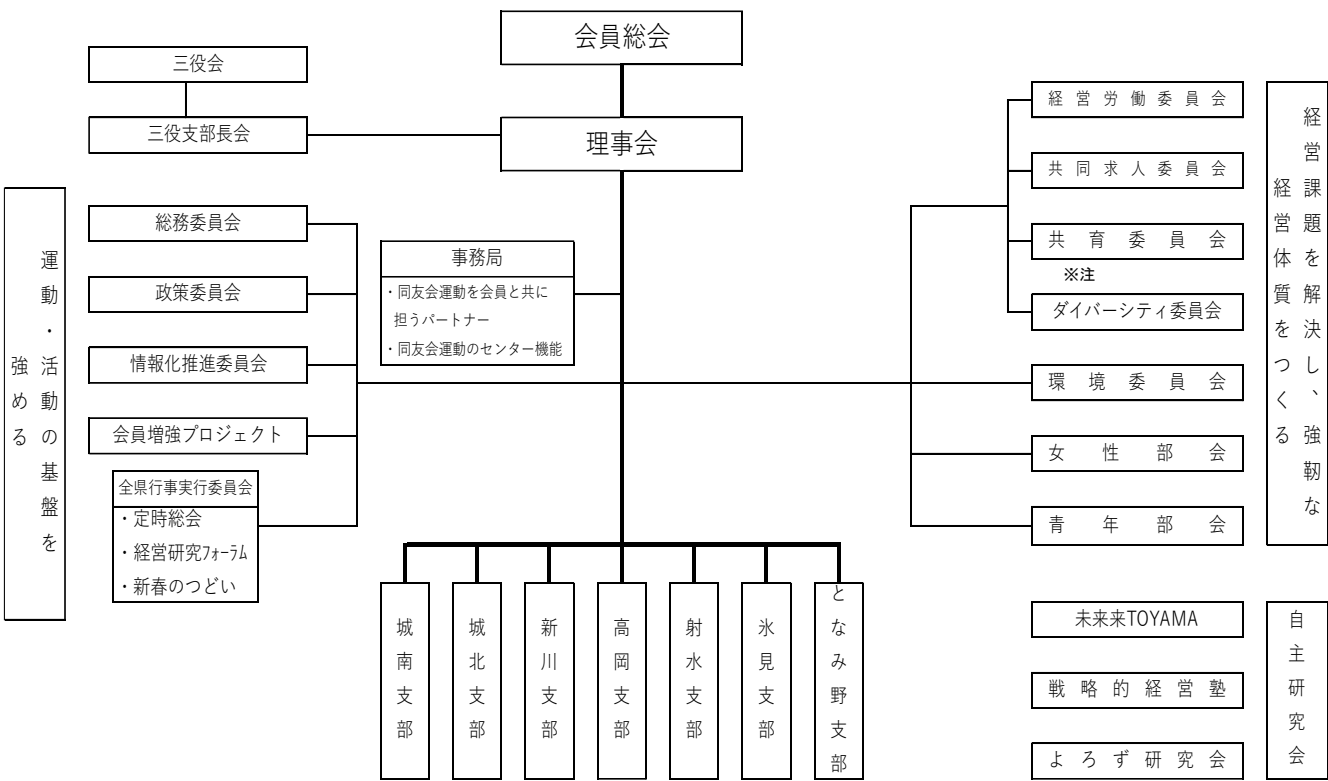 会員総会
三役会
三役支部長会
理事会
総務委員会
政策委員会
情報化推進委員会
会員増強プロジェクト
全県行事実行委員会
・定時総会
・経営研究ﾌｫｰﾗﾑ
・新春のつどい
運動・活動の基盤を
強める
事務局
・同友会運動を会員と共に
担うパートナー
・同友会運動のセンター機能
経営労働委員会
共同求人委員会
共育委員会
※注
ダイバーシティ委員会
環境委員会
女性部会
青年部会
経営課題を解決し、強靭な
経営体質をつくる
城南支部
城北支部
新川支部
高岡支部
射水支部
氷見支部
となみ野支部
未来来TOYAMA
戦略的経営塾
よろず研究会
自主研究会